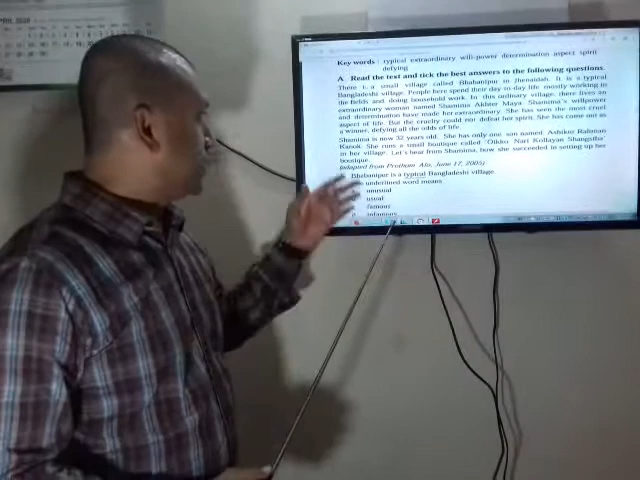 APRIL 2020
Key words : typical extraordinary will-power determination aspect spirit
defying
A Read the text and tick the best answers to the following questions.
There is a small village called Bhabanipur in Jhenaidah. It is a typical
Bangladeshi village. People here spend their day-to-day life mostly working in
the fields and doing household work. In this ordinary village, there lives an
extraordinary woman named Shamima Akhter Maya. Shamima's willpower
and determination have made her extraordinary. She has seen the most cruel
aspect of life. But the cruelty could not defeat her spirit. She has come out as
a winner, defying all the odds of life.
Shamima is now 32 years old. She has only one son named Ashikur Rahman
She runs a small boutique called 'Oikko Nari Kollayan Shangstha'
in her village. Let's hear from Shamima, how she succeeded in setting up her
boutique.
(adapted from Prothom Alo, June 17, 2005)
Bhabanipur is a typical Bangladeshi village.
underlined word means
unusual
usual
famous
infamous